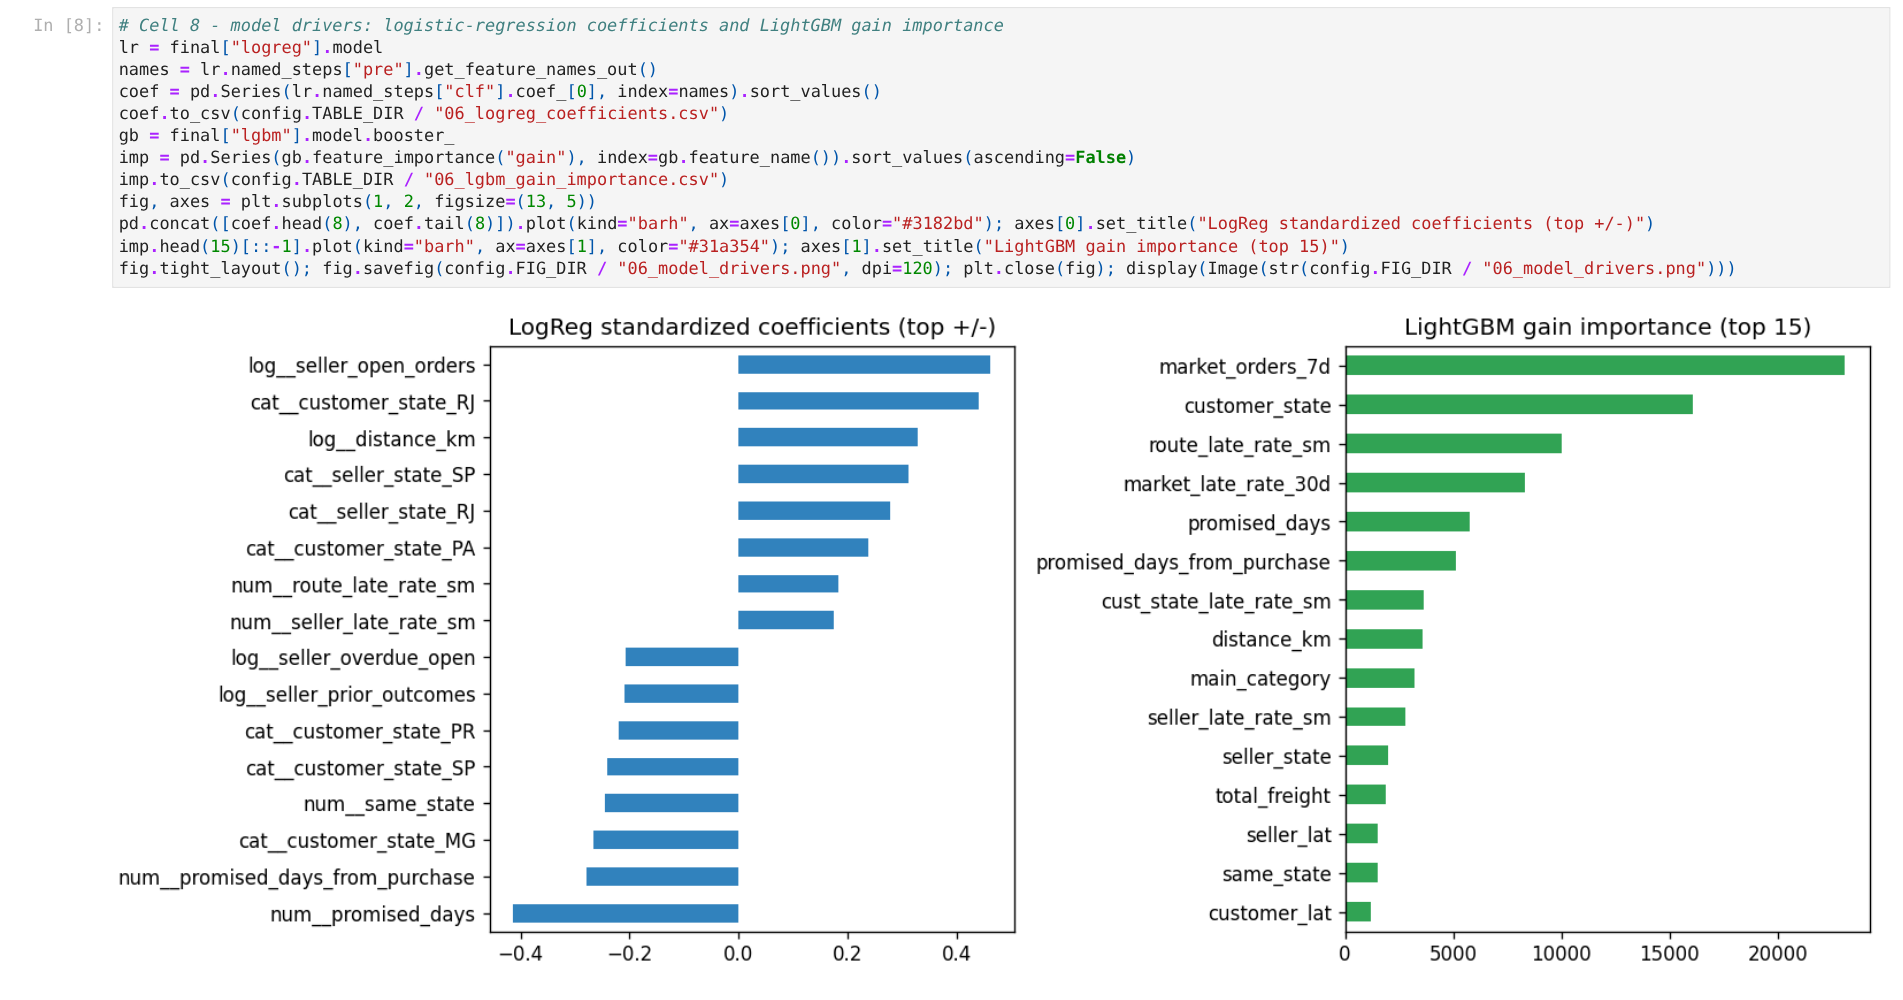 In [8]:
# Cell 8 - model drivers: logistic-regression coefficients and LightGBM gain importance
lr = final["logreg"].model
names = lr.named_steps["pre"].get_feature_names_out()
coef = pd.Series(lr.named_steps["clf"].coef_[0], index=names).sort_values()
coef.to_csv(config.TABLE_DIR / "06_logreg_coefficients.csv")
gb = final["lgbm"].model.booster_
imp = pd.Series(gb.feature_importance("gain"), index=gb.feature_name()).sort_values(ascending=False)
imp.to_csv(config.TABLE_DIR / "06_lgbm_gain_importance.csv")
fig, axes = plt.subplots(1, 2, figsize=(13, 5))
pd.concat([coef.head(8), coef.tail(8)]).plot(kind="barh", ax=axes[0], color="#3182bd"); axes[0].set_title("LogReg standardized coefficients (top +/-)")
imp.head(15)[::-1].plot(kind="barh", ax=axes[1], color="#31a354"); axes[1].set_title("LightGBM gain importance (top 15)")
fig.tight_layout(); fig.savefig(config.FIG_DIR / "06_model_drivers.png", dpi=120); plt.close(fig); display(Image(str(config.FIG_DIR / "06_model_drivers.png")))
LogReg standardized coefficients (top +/-)
log__seller_open_orders
cat__customer_state_RJ
log__distance_km
cat__seller_state_SP
cat__seller_state_RJ
cat__customer_state_PA
num__route_late_rate_sm
num__seller_late_rate_sm
log__seller_overdue_open
log__seller_prior_outcomes
cat__customer_state_PR
cat__customer_state_SP
num__same_state
cat__customer_state_MG
num__promised_days_from_purchase
num__promised_days
−0.4 −0.2 0.0 0.2 0.4
LightGBM gain importance (top 15)
market_orders_7d
customer_state
route_late_rate_sm
market_late_rate_30d
promised_days
promised_days_from_purchase
cust_state_late_rate_sm
distance_km
main_category
seller_late_rate_sm
seller_state
total_freight
seller_lat
same_state
customer_lat
0 5000 10000 15000 20000